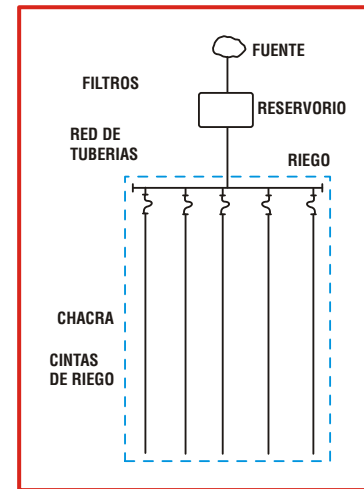 FUENTE
FILTROS
RESERVORIO
RED DE
TUBERIAS
RIEGO
CHACRA
CINTAS
DE RIEGO